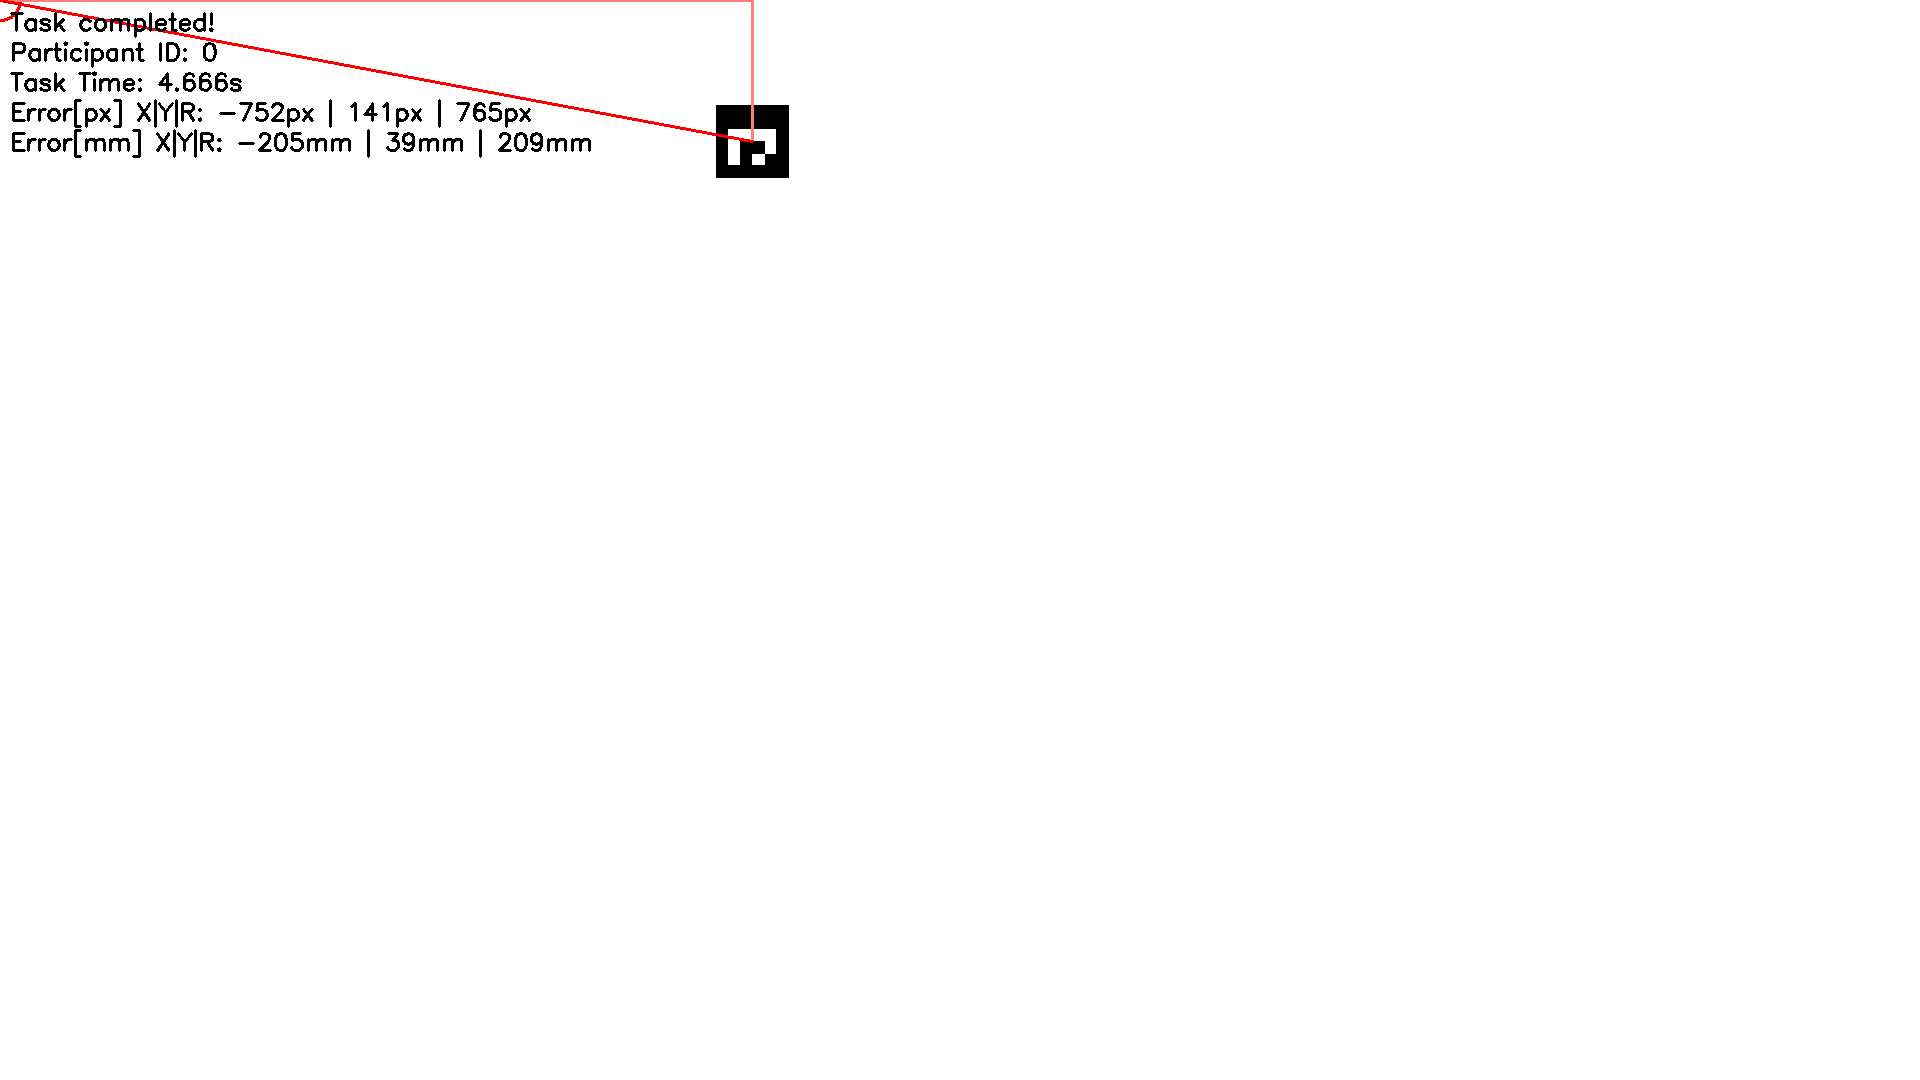 Task completed!
Participant ID: 0
Task Time: 4.666s
Error[px] X|Y|R: -752px | 141px | 765px
Error[mm] X|Y|R: -205mm | 39mm | 209mm